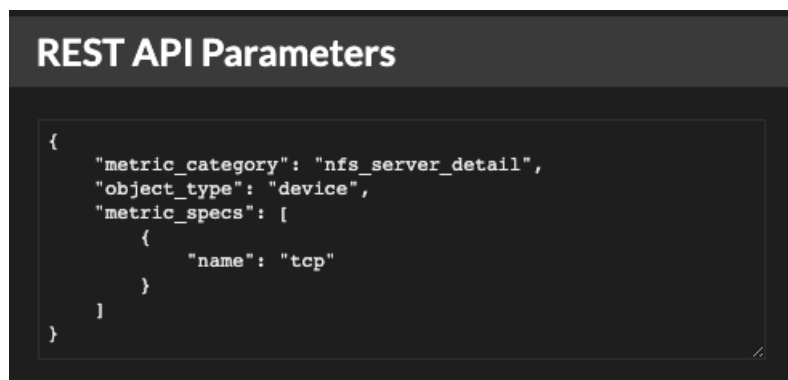 REST API Parameters
{
    "metric_category": "nfs_server_detail",
    "object_type": "device",
    "metric_specs": [
        {
            "name": "tcp"
        }
    ]
}